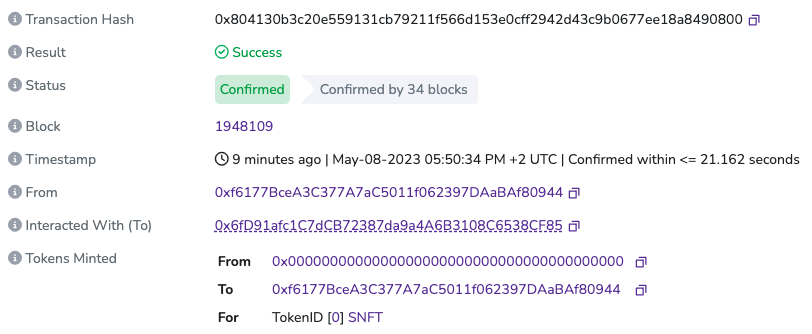 Transaction Hash 0x804130b3c20e559131cb79211f566d153e0cff2942d43c9b0677ee18a8490800
Result Success
Status Confirmed Confirmed by 34 blocks
Block 1948109
Timestamp 9 minutes ago | May-08-2023 05:50:34 PM +2 UTC | Confirmed within <= 21.162 seconds
From 0xf6177BceA3C377A7aC5011f062397DAaBAf80944
Interacted With (To) 0x6fD91afc1C7dCB72387da9a4A6B3108C6538CF85
Tokens Minted From 0x0000000000000000000000000000000000000000
To 0xf6177BceA3C377A7aC5011f062397DAaBAf80944
For TokenID [0] SNFT